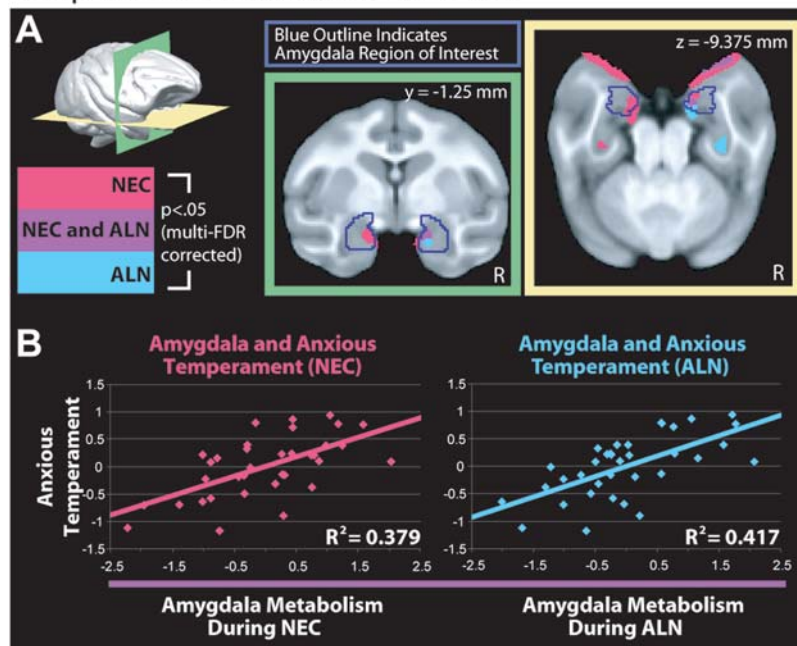 A
Blue Outline Indicates
Amygdala Region of Interest
y = -1.25 mm
R
z = -9.375 mm
R
NEC
NEC and ALN
ALN
p<.05
(multi-FDR
corrected)
B
Amygdala and Anxious
Temperament (NEC)
Anxious
Temperament
1.5
1
0.5
0
-0.5
-1
-1.5
-2.5
-1.5
-0.5
0.5
1.5
2.5
R²= 0.379
Amygdala Metabolism
During NEC
Amygdala and Anxious
Temperament (ALN)
1.5
1
0.5
0
-0.5
-1
-1.5
-2.5
-1.5
-0.5
0.5
1.5
2.5
R²= 0.417
Amygdala Metabolism
During ALN